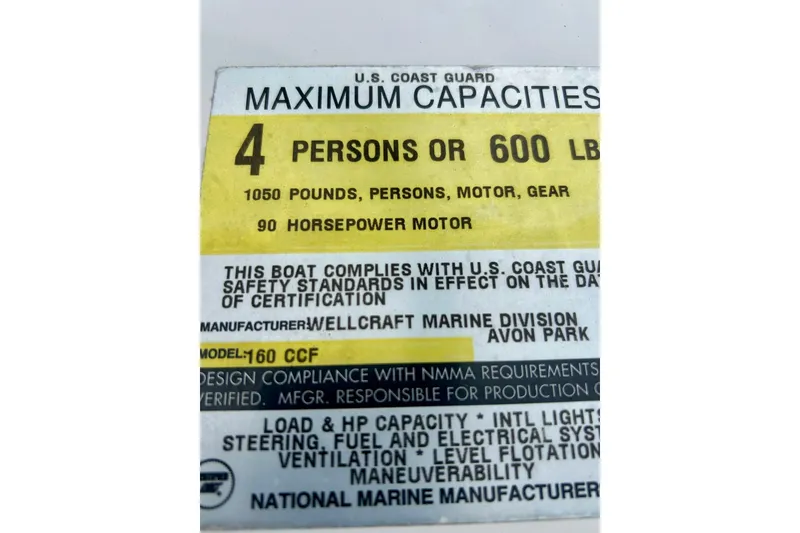 U.S. COAST GUARD
MAXIMUM CAPACITIES
4 PERSONS OR 600 LB
1050 POUNDS, PERSONS, MOTOR, GEAR
90 HORSEPOWER MOTOR
THIS BOAT COMPLIES WITH U.S. COAST GUA
SAFETY STANDARDS IN EFFECT ON THE DA
OF CERTIFICATION
MANUFACTURER: WELLCRAFT MARINE DIVISION
AVON PARK
MODEL: 160 CCF
DESIGN COMPLIANCE WITH NMMA REQUIREMENTS
VERIFIED. MFGR. RESPONSIBLE FOR PRODUCTION C
LOAD & HP CAPACITY * INTL LIGHTS
STEERING, FUEL AND ELECTRICAL SYST
VENTILATION * LEVEL FLOTATION
MANEUVERABILITY
NATIONAL MARINE MANUFACTURER